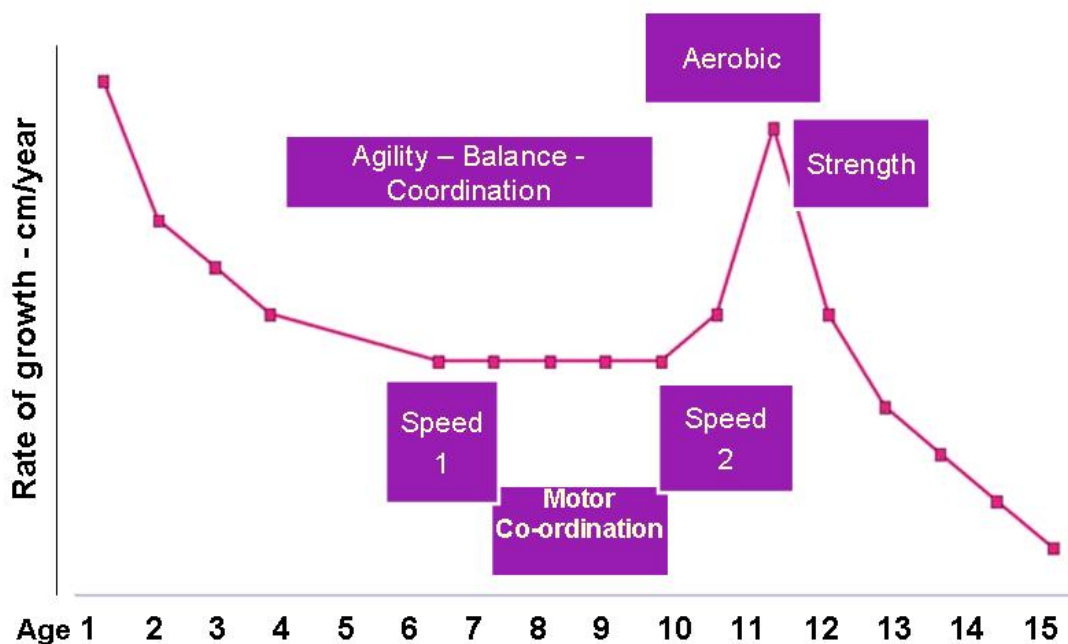 Aerobic
Agility – Balance -
Coordination
Strength
Rate of growth - cm/year
Speed
1
Speed
2
Motor
Co-ordination
Age 1 2 3 4 5 6 7 8 9 10 11 12 13 14 15